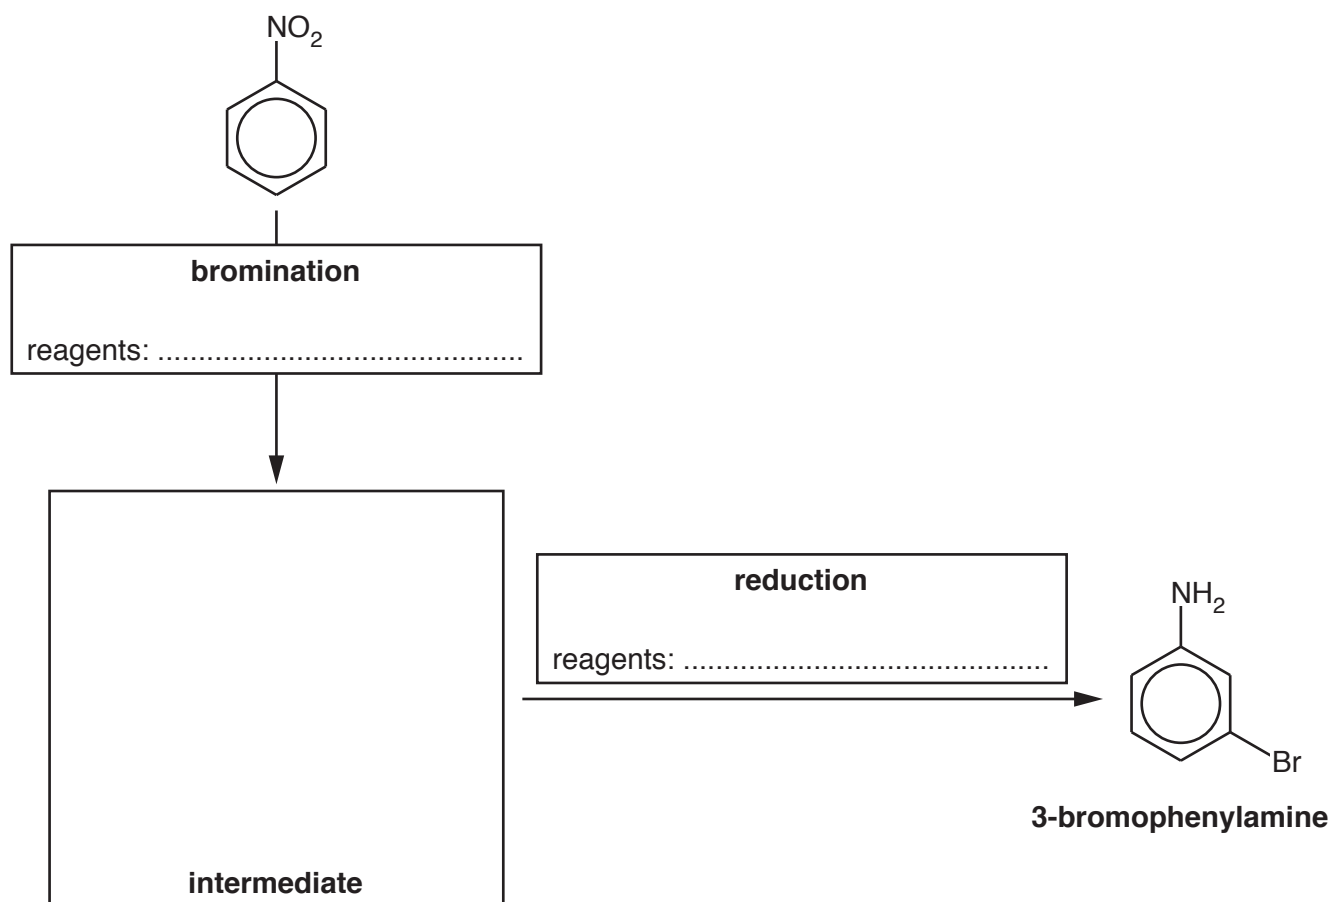 NO2
bromination
reagents: .............................................
intermediate
reduction
reagents: .............................................
NH2
Br
3-bromophenylamine